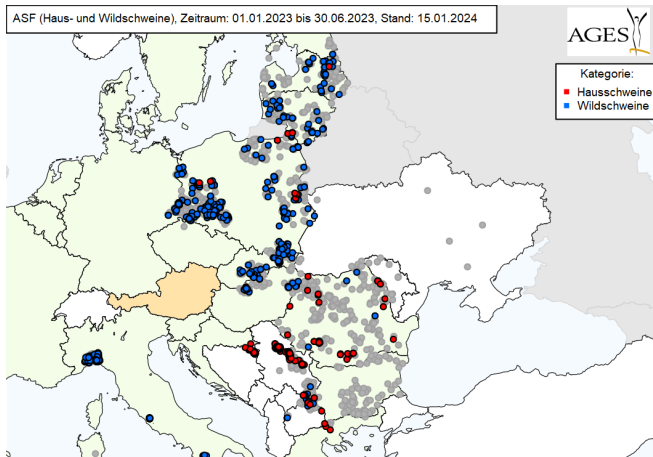 ASF (Haus- und Wildschweine), Zeitraum: 01.01.2023 bis 30.06.2023, Stand: 15.01.2024
AGES
Kategorie:
Hausschweine
Wildschweine